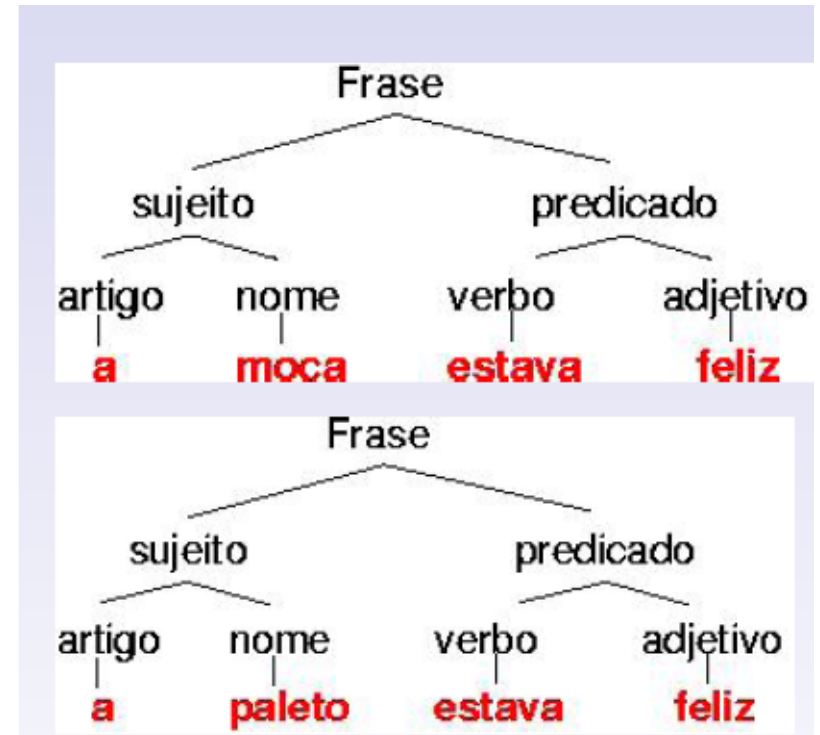 Frase
sujeito predicado
artigo nome verbo adjetivo
a moca estava feliz
Frase
sujeito predicado
artigo nome verbo adjetivo
a paleto estava feliz